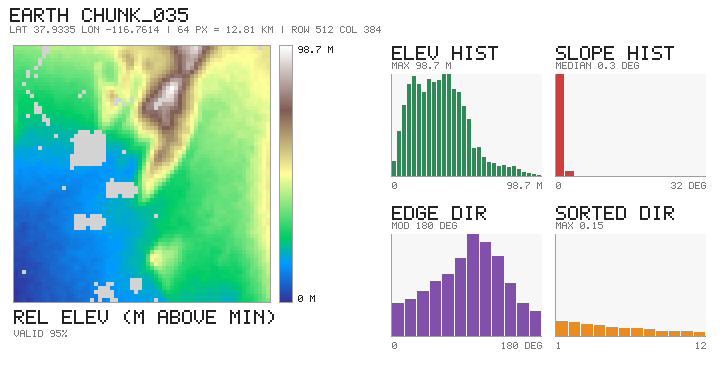 EARTH CHUNK_035
LAT 37.9335 LON -116.7614 | 64 PX = 12.81 KM | ROW 512 COL 384
98.7 M
0 M
REL ELEV (M ABOVE MIN)
VALID 95%
ELEV HIST
MAX 98.7 M
0 98.7 M
SLOPE HIST
MEDIAN 0.3 DEG
0 32 DEG
EDGE DIR
MOD 180 DEG
0 180 DEG
SORTED DIR
MAX 0.15
1 12